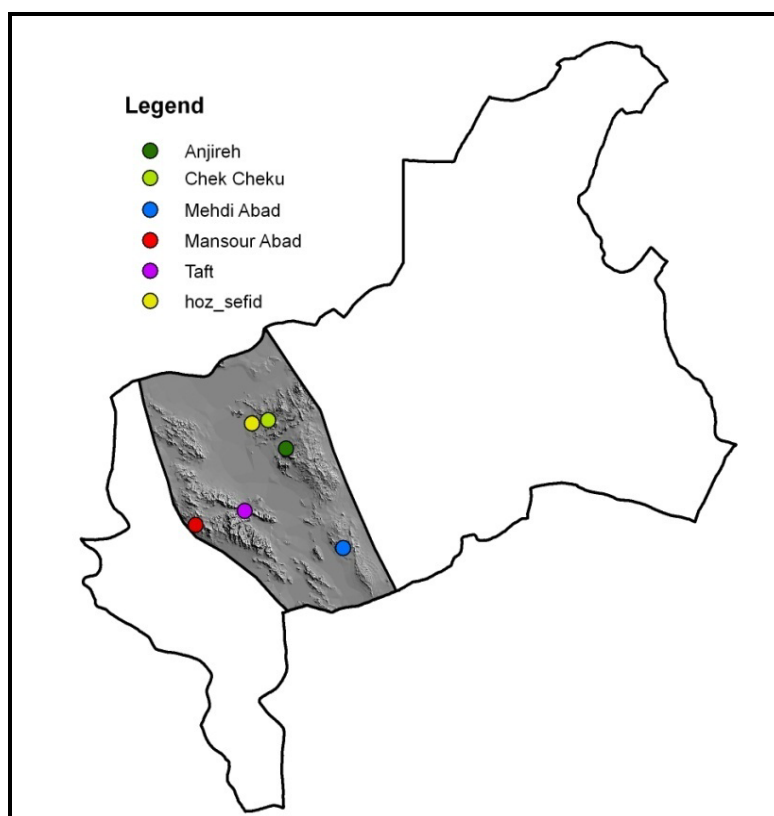 Legend
Anjireh
Chek Cheku
Mehdi Abad
Mansour Abad
Taft
hoz_sefid